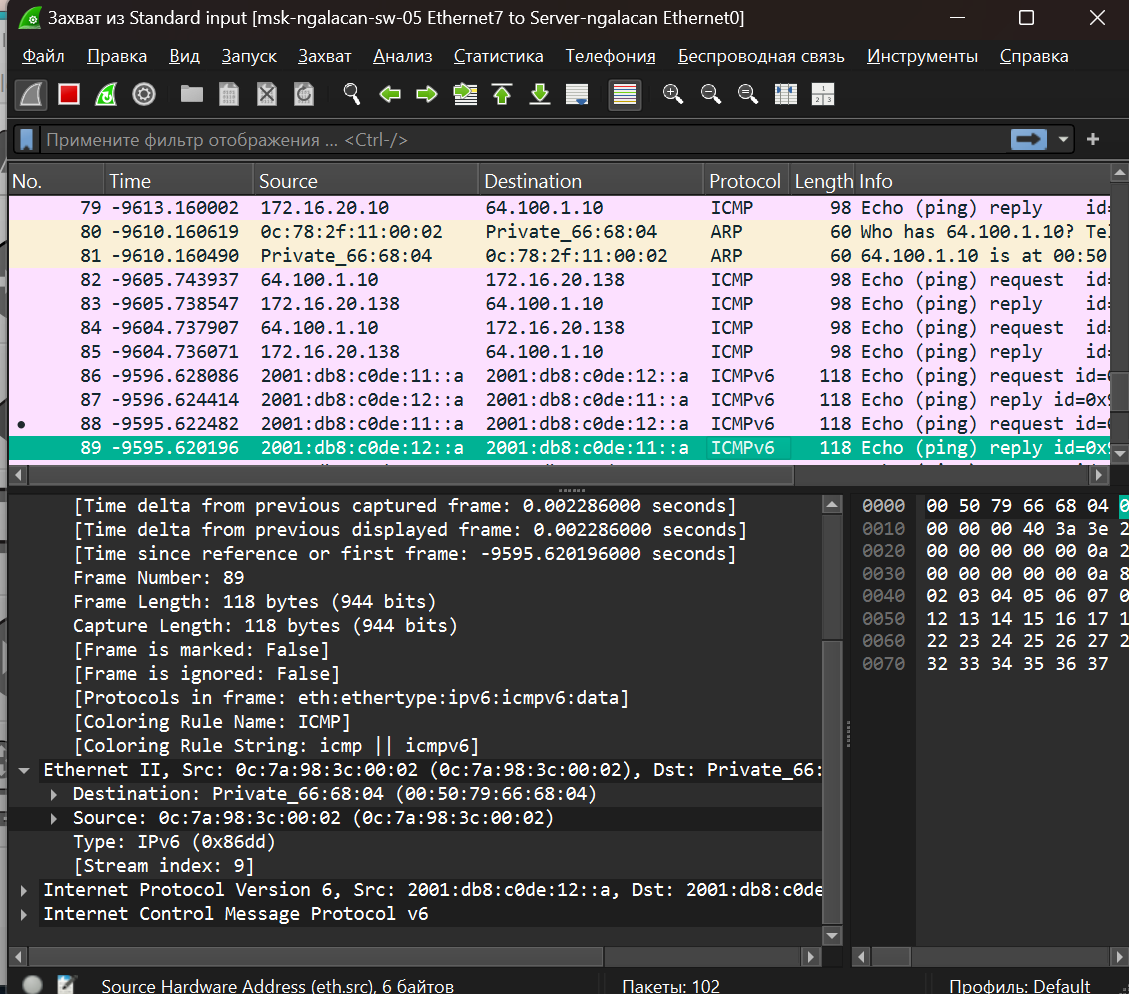 Захват из Standard input [msk-ngalacan-sw-05 Ethernet7 to Server-ngalacan Ethernet0]
Файл Правка Вид Запуск Захват Анализ Статистика Телефония Беспроводная связь Инструменты Справка
Примените фильтр отображения ... <Ctrl-/>
No. Time Source Destination Protocol Length Info
79 -9613.160002 172.16.20.10 64.100.1.10 ICMP 98 Echo (ping) reply id=
80 -9610.160619 0c:78:2f:11:00:02 Private_66:68:04 ARP 60 Who has 64.100.1.10? Tel
81 -9610.160490 Private_66:68:04 0c:78:2f:11:00:02 ARP 60 64.100.1.10 is at 00:50
82 -9605.743937 64.100.1.10 172.16.20.138 ICMP 98 Echo (ping) request id=
83 -9605.738547 172.16.20.138 64.100.1.10 ICMP 98 Echo (ping) reply id=
84 -9604.737907 64.100.1.10 172.16.20.138 ICMP 98 Echo (ping) request id=
85 -9604.736071 172.16.20.138 64.100.1.10 ICMP 98 Echo (ping) reply id=
86 -9596.628086 2001:db8:c0de:11::a 2001:db8:c0de:12::a ICMPv6 118 Echo (ping) request id=0
87 -9596.624414 2001:db8:c0de:12::a 2001:db8:c0de:11::a ICMPv6 118 Echo (ping) reply id=0x9
88 -9595.622482 2001:db8:c0de:11::a 2001:db8:c0de:12::a ICMPv6 118 Echo (ping) request id=0
89 -9595.620196 2001:db8:c0de:12::a 2001:db8:c0de:11::a ICMPv6 118 Echo (ping) reply id=0x9
[Time delta from previous captured frame: 0.002286000 seconds]
[Time delta from previous displayed frame: 0.002286000 seconds]
[Time since reference or first frame: -9595.620196000 seconds]
Frame Number: 89
Frame Length: 118 bytes (944 bits)
Capture Length: 118 bytes (944 bits)
[Frame is marked: False]
[Frame is ignored: False]
[Protocols in frame: eth:ethertype:ipv6:icmpv6:data]
[Coloring Rule Name: ICMP]
[Coloring Rule String: icmp || icmpv6]
Ethernet II, Src: 0c:7a:98:3c:00:02 (0c:7a:98:3c:00:02), Dst: Private_66:
Destination: Private_66:68:04 (00:50:79:66:68:04)
Source: 0c:7a:98:3c:00:02 (0c:7a:98:3c:00:02)
Type: IPv6 (0x86dd)
[Stream index: 9]
Internet Protocol Version 6, Src: 2001:db8:c0de:12::a, Dst: 2001:db8:c0de
Internet Control Message Protocol v6
0000 00 50 79 66 68 04 0
0010 00 00 00 40 3a 3e 2
0020 00 00 00 00 00 0a 2
0030 00 00 00 00 00 0a 8
0040 02 03 04 05 06 07 0
0050 12 13 14 15 16 17 1
0060 22 23 24 25 26 27 2
0070 32 33 34 35 36 37
Source Hardware Address (eth.src), 6 байтов Пакеты: 102 Профиль: Default